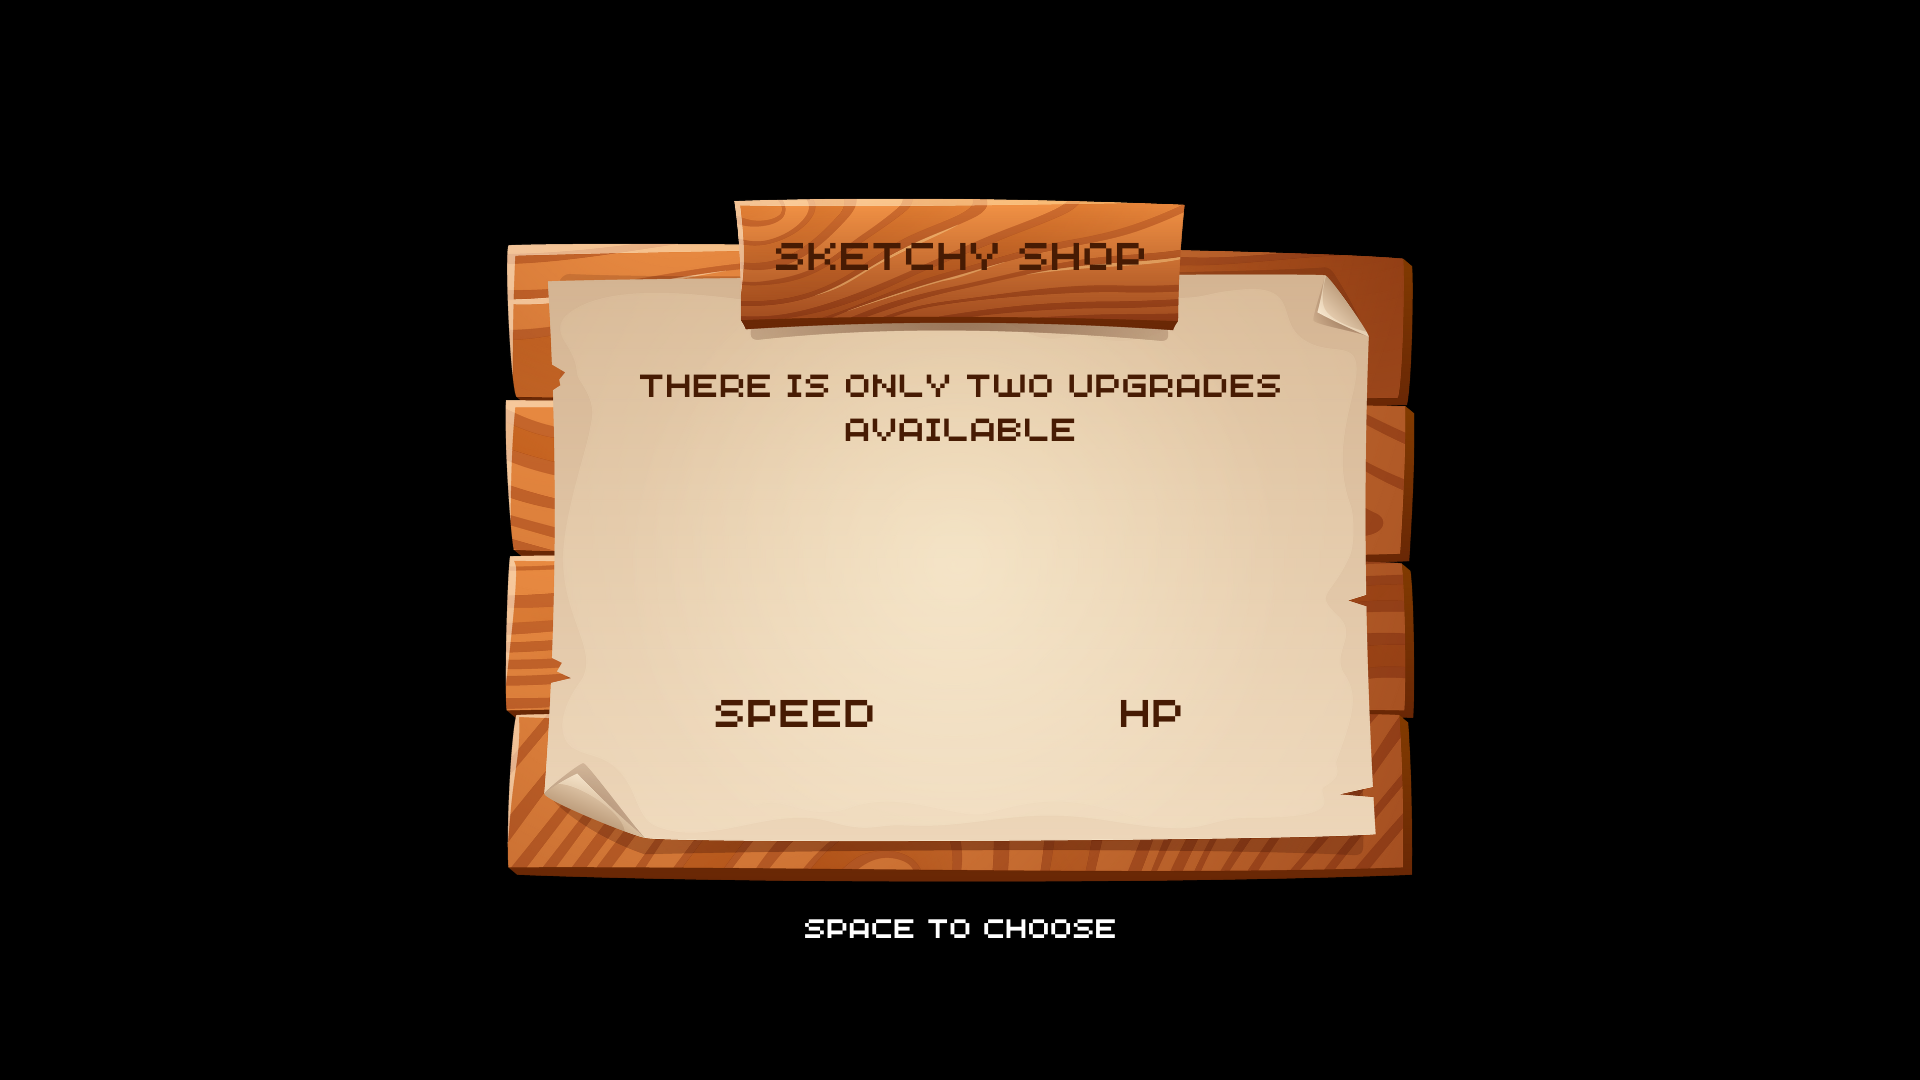 SKETCHY SHOP
THERE IS ONLY TWO UPGRADES
AVAILABLE
SPEED HP
SPACE TO CHOOSE